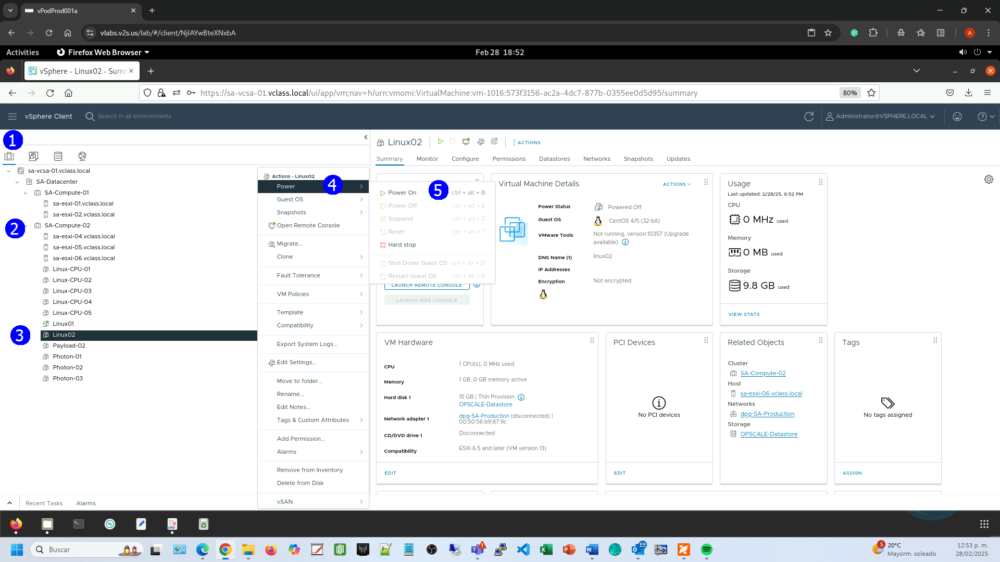 vPodProd001a
vlabs.v2s.us/lab/#/client/NjIAYwBteXNxbA
A
Activities
Firefox Web Browser
Feb 28 18:52
vSphere - Linux02 - Sum
https://sa-vcsa-01.vclass.local/ui/app/vm;nav=h/urn:vmomi:VirtualMachine:vm-1016:573f3156-ac2a-4dc7-877b-0355ee0d5d95/summary
80%
vSphere Client
Search in all environments
Administrator@VSPHERE.LOCAL
1
sa-vcsa-01.vclass.local
SA-Datacenter
SA-Compute-01
sa-esxi-01.vclass.local
sa-esxi-02.vclass.local
2
SA-Compute-02
sa-esxi-04.vclass.local
sa-esxi-05.vclass.local
sa-esxi-06.vclass.local
Linux-CPU-01
Linux-CPU-02
Linux-CPU-03
Linux-CPU-04
Linux-CPU-05
Linux01
3
Linux02
Payload-02
Photon-01
Photon-02
Photon-03
Actions - Linux02
Power
4
Guest OS
Snapshots
Open Remote Console
Migrate...
Clone
Fault Tolerance
VM Policies
Template
Compatibility
Export System Logs...
Edit Settings...
Move to folder...
Rename...
Edit Notes...
Tags & Custom Attributes
Add Permission...
Alarms
Remove from Inventory
Delete from Disk
vSAN
Power On
5
ctrl + alt + B
Power Off ctrl + alt + E
Suspend ctrl + alt + Z
Reset ctrl + alt + T
Hard stop
Shut Down Guest OS ctrl + alt + D
Restart Guest OS ctrl + alt + R
Linux02
ACTIONS
Summary Monitor Configure Permissions Datastores Networks Snapshots Updates
LAUNCH REMOTE CONSOLE
LAUNCH WEB CONSOLE
Virtual Machine Details
ACTIONS
Power Status Powered Off
Guest OS CentOS 4/5 (32-bit)
VMware Tools Not running, version:10357 (Upgrade
available)
DNS Name (1) linux02
IP Addresses
Encryption Not encrypted
Usage
Last updated: 2/28/25, 6:52 PM
CPU
0 MHz used
Memory
0 MB used
Storage
9.8 GB used
VIEW STATS
VM Hardware
CPU 1 CPU(s), 0 MHz used
Memory 1 GB, 0 GB memory active
Hard disk 1 15 GB | Thin Provision
OPSCALE-Datastore
Network adapter 1 dpg-SA-Production (disconnected) |
00:50:56:b9:87:9c
CD/DVD drive 1 Disconnected
Compatibility ESXi 6.5 and later (VM version 13)
EDIT
PCI Devices
No PCI devices
EDIT
Related Objects
Cluster
SA-Compute-02
Host
sa-esxi-06.vclass.local
Networks
dpg-SA-Production
Storage
OPSCALE-Datastore
Tags
No tags assigned
ASSIGN
Recent Tasks Alarms
Buscar
5
20°C
Mayorm. soleado
12:53 p. m.
28/02/2025